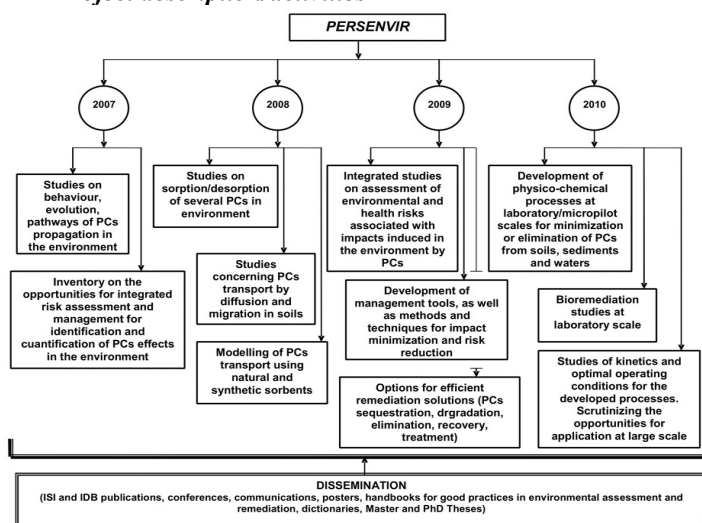 PERSENVIR
2007
2008
2009
2010
Studies on
behaviour,
evolution,
pathways of PCs
propagation in
the environment
Inventory on the
opportunities for integrated
risk assessment and
management for
identification and
cuantification of PCs effects
in the environment
Studies on
sorption/desorption
of several PCs in
environment
Studies
concerning PCs
transport by
diffusion and
migration in soils
Modelling of PCs
transport using
natural and
synthetic sorbents
Integrated studies
on assessment of
environmental and
health risks
associated with
impacts induced in
the environment by
PCs
Development of
management tools, as
well as methods and
techniques for impact
minimization and risk
reduction
Options for efficient
remediation solutions (PCs
sequestration, drgradation,
elimination, recovery,
treatment)
Development of
physico-chemical
processes at
laboratory/micropilot
scales for minimization
or elimination of PCs
from soils, sediments
and waters
Bioremediation
studies at
laboratory scale
Studies of kinetics and
optimal operating
conditions for the
developed processes.
Scrutinizing the
opportunities for
application at large scale
DISSEMINATION
(ISI and IDB publications, conferences, communications, posters, handbooks for good practices in environmental assessment and
remediation, dictionaries, Master and PhD Theses)